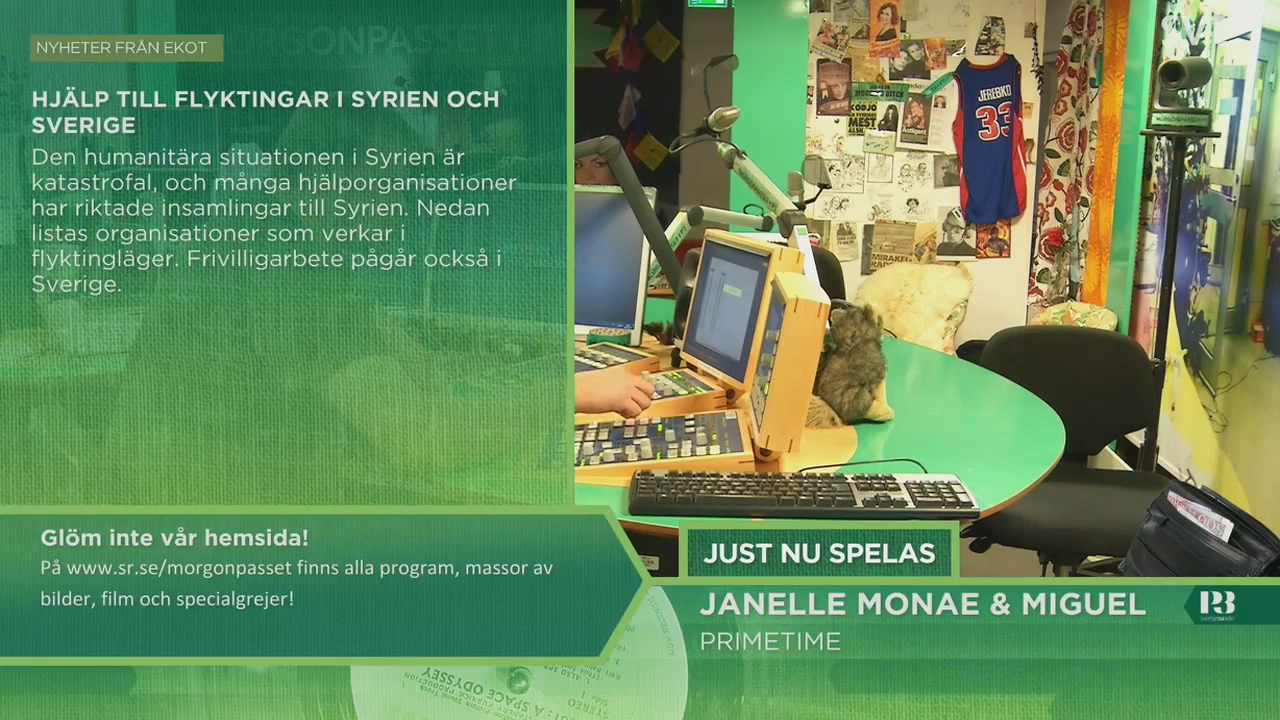 NYHETER FRÅN EKOT
HJÄLP TILL FLYKTINGAR I SYRIEN OCH
SVERIGE
Den humanitära situationen i Syrien är
katastrofal, och många hjälporganisationer
har riktade insamlingar till Syrien. Nedan
listas organisationer som verkar i
flyktingläger. Frivilligarbete pågår också i
Sverige.
JEREBKO
33
KODJO
MEST
Glöm inte vår hemsida!
På www.sr.se/morgonpasset finns alla program, massor av
bilder, film och specialgrejer!
JUST NU SPELAS
JANELLE MONAE & MIGUEL
PRIMETIME
P3
A SPACE ODYSSEY
STEREO